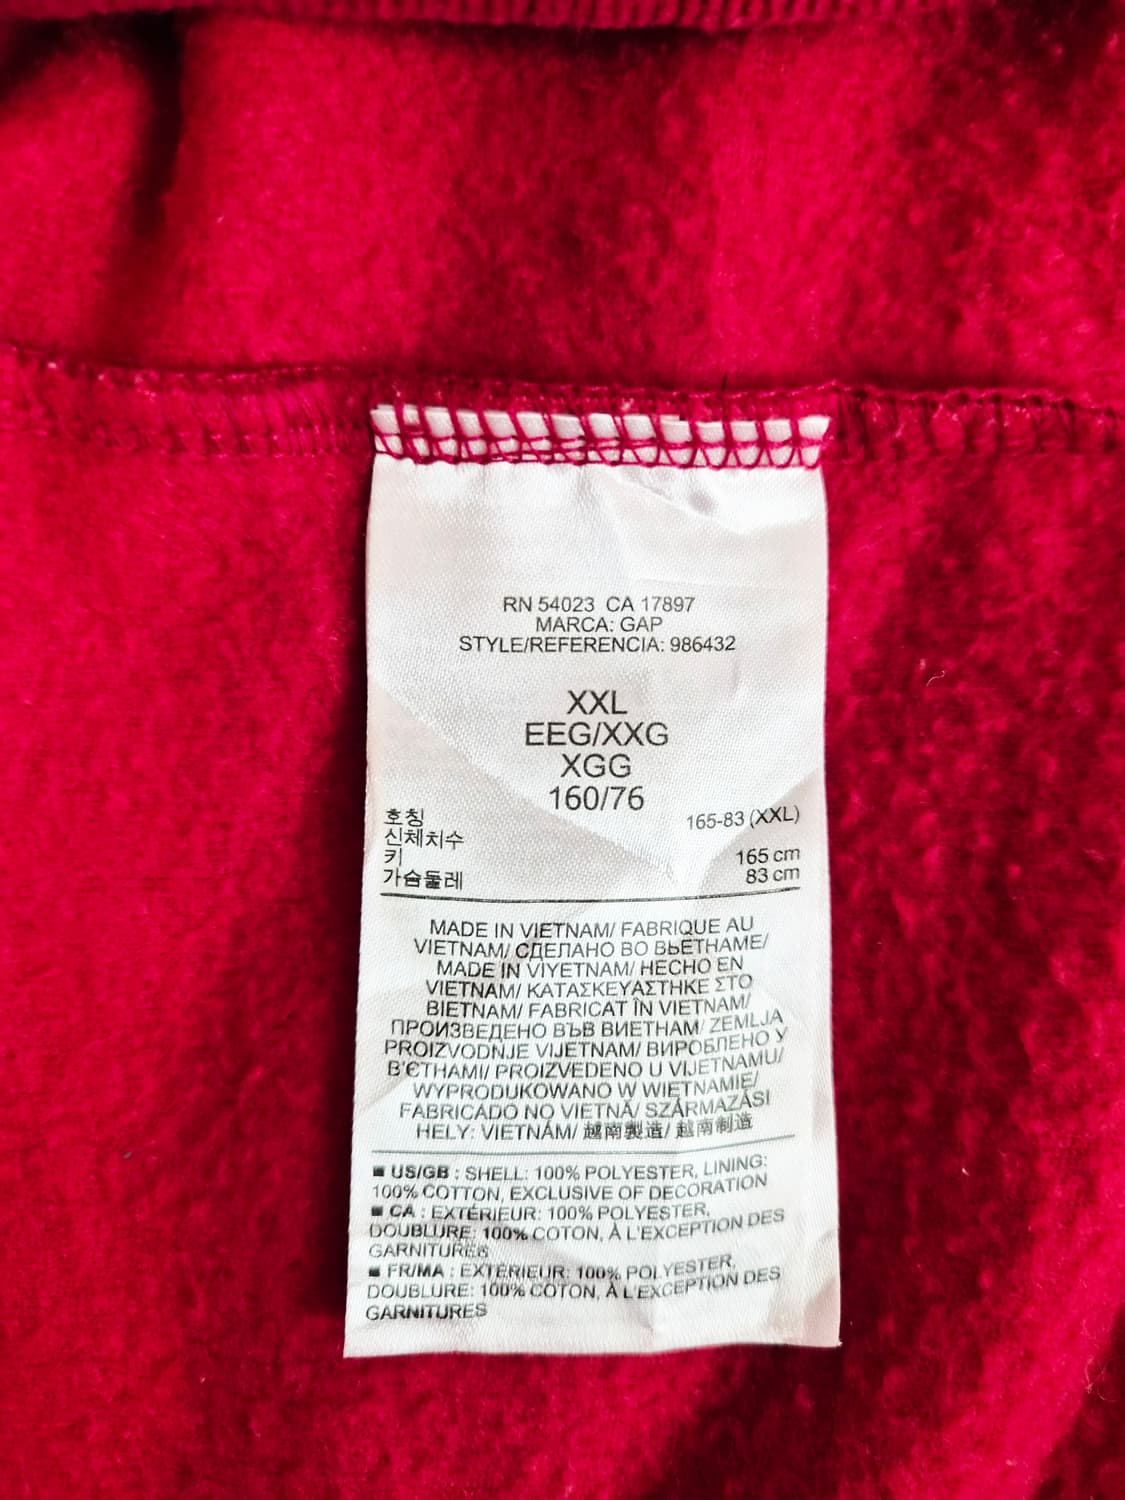 RN 54023 CA 17897
MARCA: GAP
STYLE/REFERENCIA: 986432
XXL
EEG/XXG
XGG
160/76
호칭 165-83 (XXL)
신체치수
키 165 cm
가슴둘레 83 cm
MADE IN VIETNAM/ FABRIQUE AU
VIETNAM/ СДЕЛАНО ВО ВЬЕТНАМЕ/
MADE IN VIYETNAM/ HECHO EN
VIETNAM/ ΚΑΤΑΣΚΕΥΑΣΤΗΚΕ ΣΤΟ
ΒΙΕΤΝΑΜ/ FABRICAT ÎN VIETNAM/
ПРОИЗВЕДЕНО ВЪВ ВИЕТНАМ/ ZEMLJA
PROIZVODNJE VIJETNAM/ ВИРОБЛЕНО У
В'ЄТНАМІ/ PROIZVEDENO U VIJETNAMU/
WYPRODUKOWANO W WIETNAMIE/
FABRICADO NO VIETNÃ/ SZÁRMAZÁSI
HELY: VIETNÁM/ 越南製造/ 越南制造
■ US/GB : SHELL: 100% POLYESTER, LINING:
100% COTTON, EXCLUSIVE OF DECORATION
■ CA : EXTÉRIEUR: 100% POLYESTER,
DOUBLURE: 100% COTON, À L'EXCEPTION DES
GARNITURES
■ FR/MA : EXTÉRIEUR: 100% POLYESTER,
DOUBLURE: 100% COTON, À L'EXCEPTION DES
GARNITURES